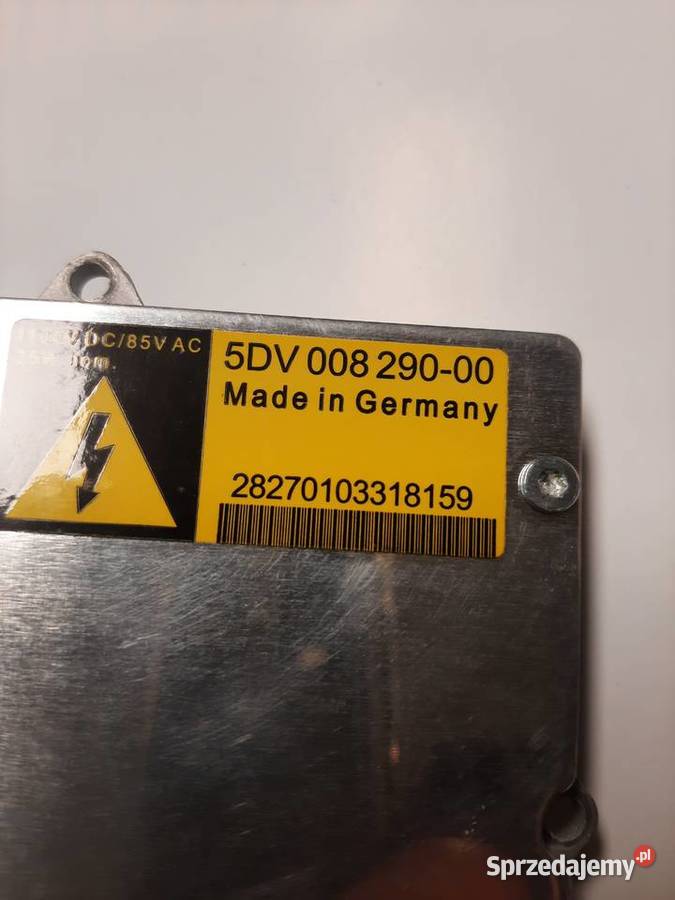 DC/85V AC
5DV 008 290-00
Made in Germany
28270103318159
Sprzedajemy.pl